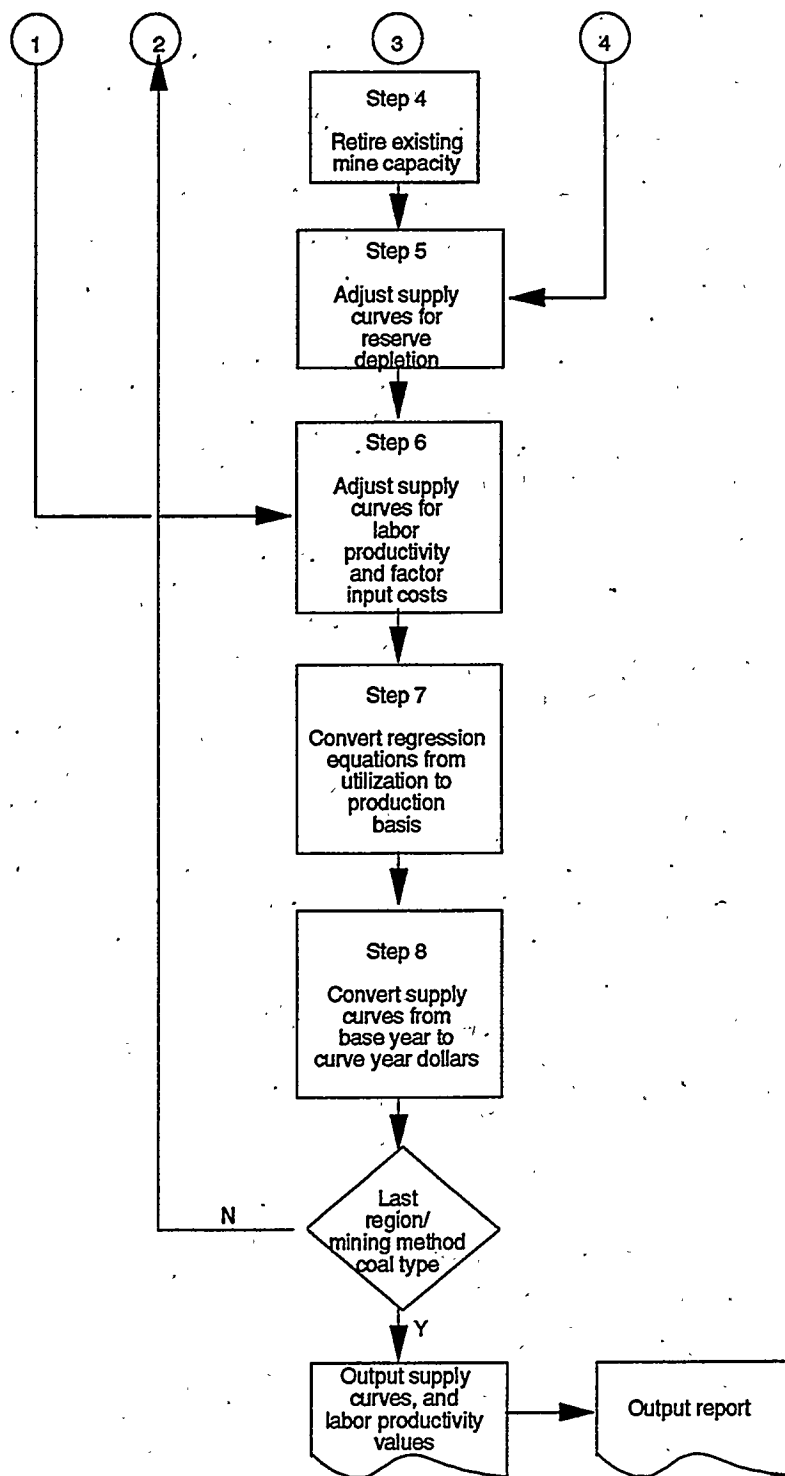 1
2
3
4
Step 4
Retire existing
mine capacity
Step 5
Adjust supply
curves for
reserve
depletion
Step 6
Adjust supply
curves for
labor
productivity
and factor
input costs
Step 7
Convert regression
equations from
utilization to
production
basis
Step 8
Convert supply
curves from
base year to
curve year dollars
Last
region/
mining method
coal type
N
Y
Output supply
curves, and
labor productivity
values
Output report